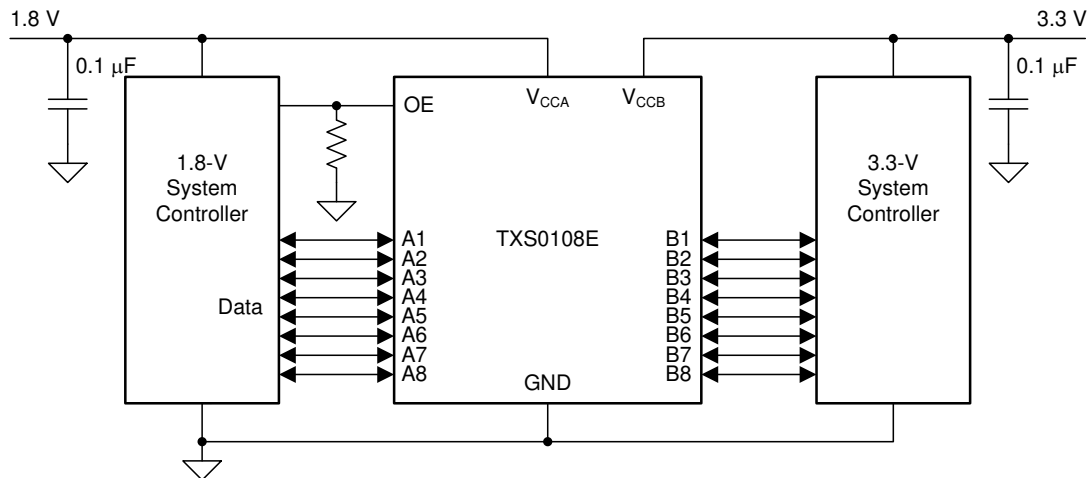 1.8 V
3.3 V
0.1 μF
0.1 μF
OE
VCCA
VCCB
1.8-V
System
Controller
3.3-V
System
Controller
TXS0108E
Data
A1
A2
A3
A4
A5
A6
A7
A8
B1
B2
B3
B4
B5
B6
B7
B8
GND